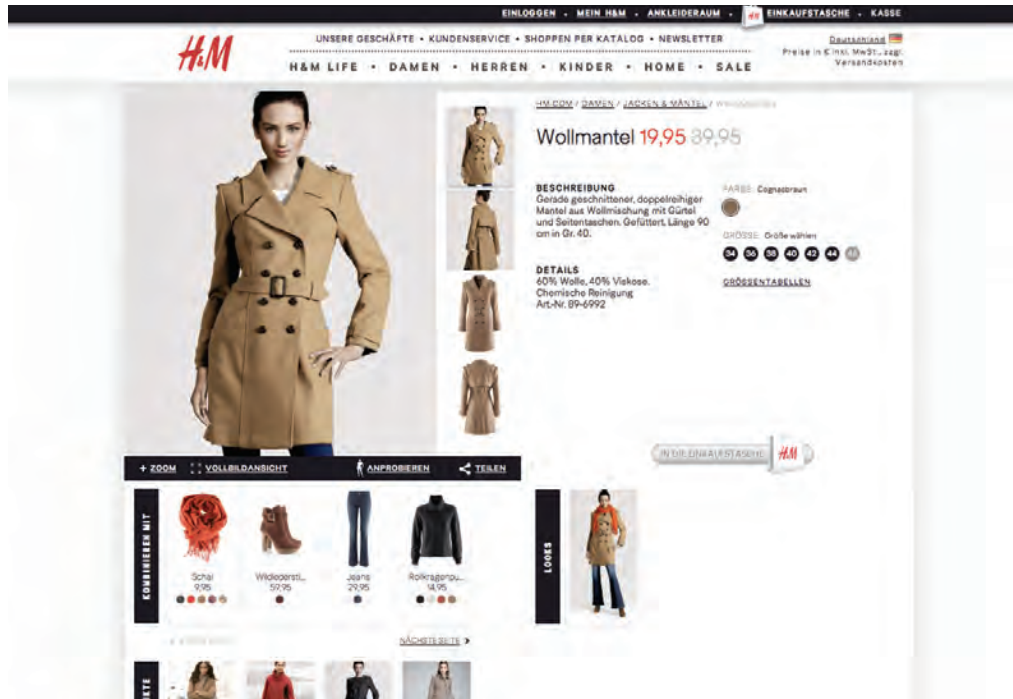 EINLOGGEN • MEIN H&M • ANKLEIDERAUM • H&M EINKAUFSTASCHE • KASSE
H&M
UNSERE GESCHÄFTE • KUNDENSERVICE • SHOPPEN PER KATALOG • NEWSLETTER
Deutschland
Preise in € inkl. MwSt., zzgl.
Versandkosten
H&M LIFE • DAMEN • HERREN • KINDER • HOME • SALE
HM.COM / DAMEN / JACKEN & MÄNTEL /
Wollmantel 19,95 39,95
BESCHREIBUNG
Gerade geschnittener, doppelreihiger
Mantel aus Wollmischung mit Gürtel
und Seitentaschen. Gefüttert. Länge 90
cm in Gr. 40.
DETAILS
60% Wolle, 40% Viskose.
Chemische Reinigung
Art.-Nr. 89-6992
FARBE: Cognacbraun
GRÖSSE: Größe wählen
34 36 38 40 42 44 46
GRÖSSENTABELLEN
IN DIE EINKAUFSTASCHE H&M
+ ZOOM VOLLBILDANSICHT ANPROBIEREN TEILEN
KOMBINIEREN MIT
Schal
9,95
Wildledersti...
59,95
Jeans
29,95
Rollkragenpu...
14,95
LOOKS
NÄCHSTE SEITE >